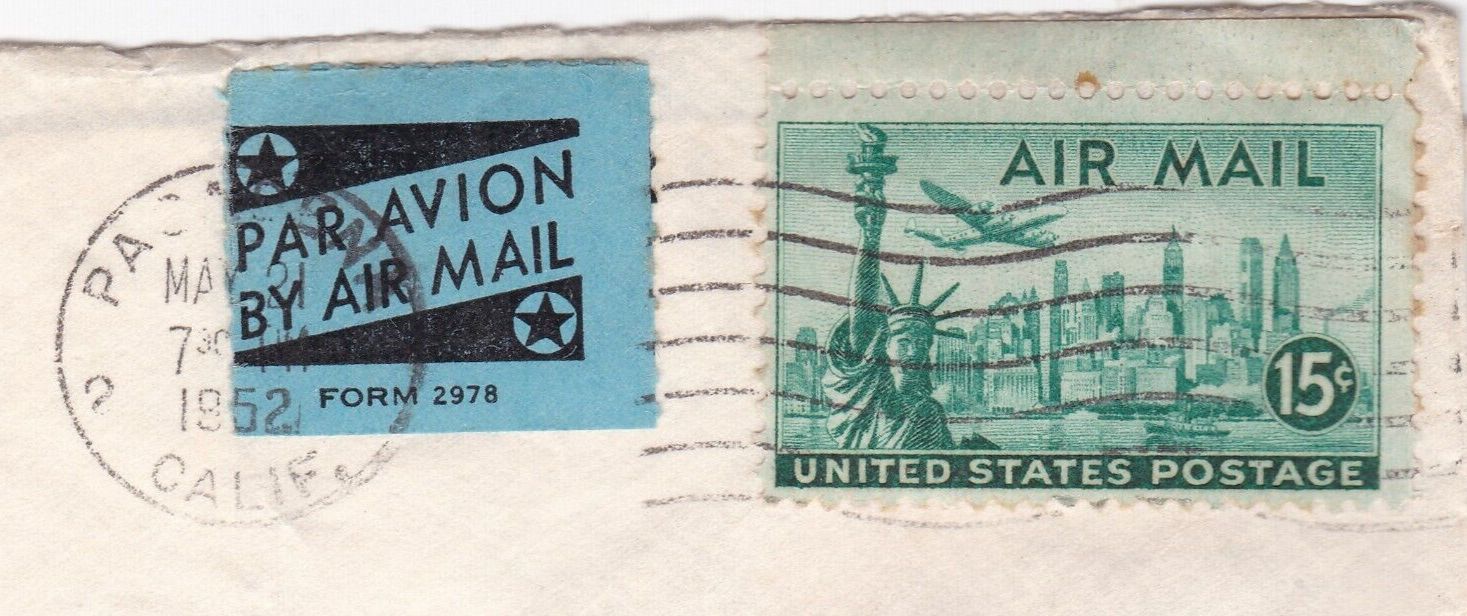 PAR AVION
BY AIR MAIL
FORM 2978
MAY 21
1952
CALIF.
AIR MAIL
15¢
UNITED STATES POSTAGE